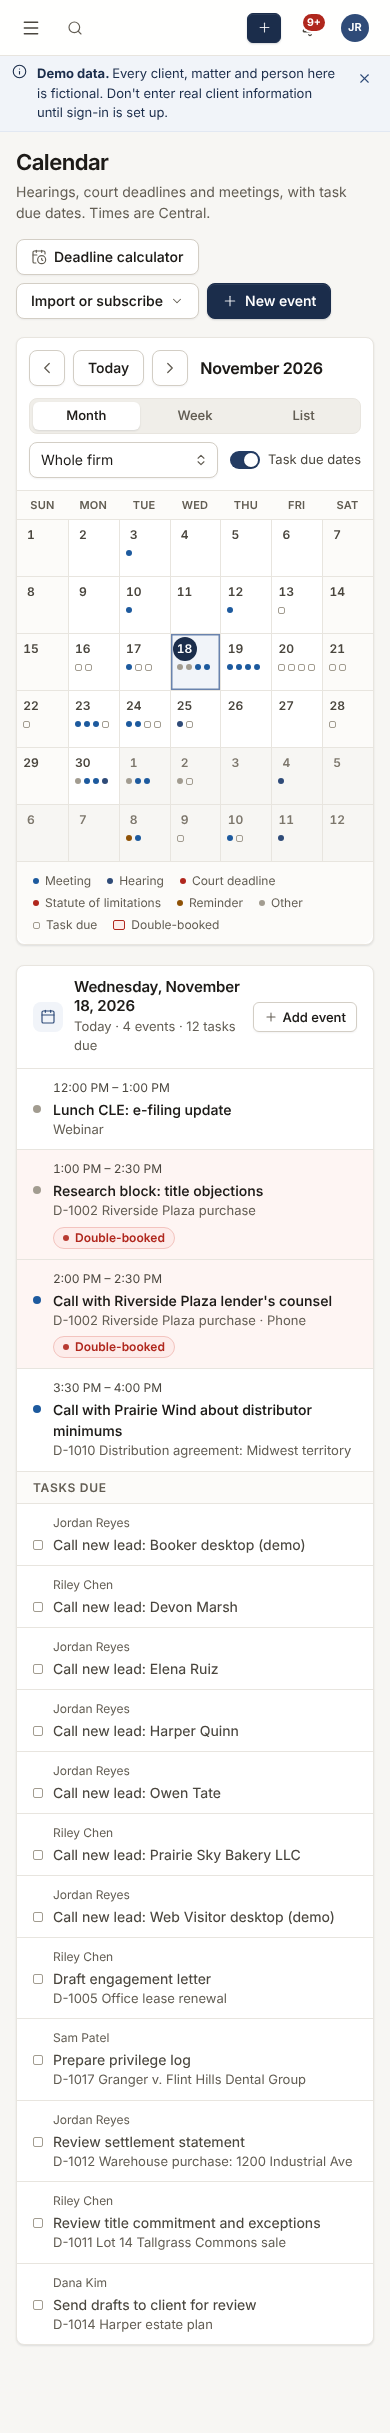 9+
JR
Demo data. Every client, matter and person here
is fictional. Don't enter real client information
until sign-in is set up.
Calendar
Hearings, court deadlines and meetings, with task
due dates. Times are Central.
Deadline calculator
Import or subscribe
New event
Today
November 2026
Month Week List
Whole firm
Task due dates
SUN MON TUE WED THU FRI SAT
1 2 3 4 5 6 7
8 9 10 11 12 13 14
15 16 17 18 19 20 21
22 23 24 25 26 27 28
29 30 1 2 3 4 5
6 7 8 9 10 11 12
Meeting Hearing Court deadline
Statute of limitations Reminder Other
Task due Double-booked
Wednesday, November
18, 2026
Today · 4 events · 12 tasks
due
Add event
12:00 PM – 1:00 PM
Lunch CLE: e-filing update
Webinar
1:00 PM – 2:30 PM
Research block: title objections
D-1002 Riverside Plaza purchase
Double-booked
2:00 PM – 2:30 PM
Call with Riverside Plaza lender's counsel
D-1002 Riverside Plaza purchase · Phone
Double-booked
3:30 PM – 4:00 PM
Call with Prairie Wind about distributor
minimums
D-1010 Distribution agreement: Midwest territory
TASKS DUE
Jordan Reyes
Call new lead: Booker desktop (demo)
Riley Chen
Call new lead: Devon Marsh
Jordan Reyes
Call new lead: Elena Ruiz
Jordan Reyes
Call new lead: Harper Quinn
Jordan Reyes
Call new lead: Owen Tate
Riley Chen
Call new lead: Prairie Sky Bakery LLC
Jordan Reyes
Call new lead: Web Visitor desktop (demo)
Riley Chen
Draft engagement letter
D-1005 Office lease renewal
Sam Patel
Prepare privilege log
D-1017 Granger v. Flint Hills Dental Group
Jordan Reyes
Review settlement statement
D-1012 Warehouse purchase: 1200 Industrial Ave
Riley Chen
Review title commitment and exceptions
D-1011 Lot 14 Tallgrass Commons sale
Dana Kim
Send drafts to client for review
D-1014 Harper estate plan